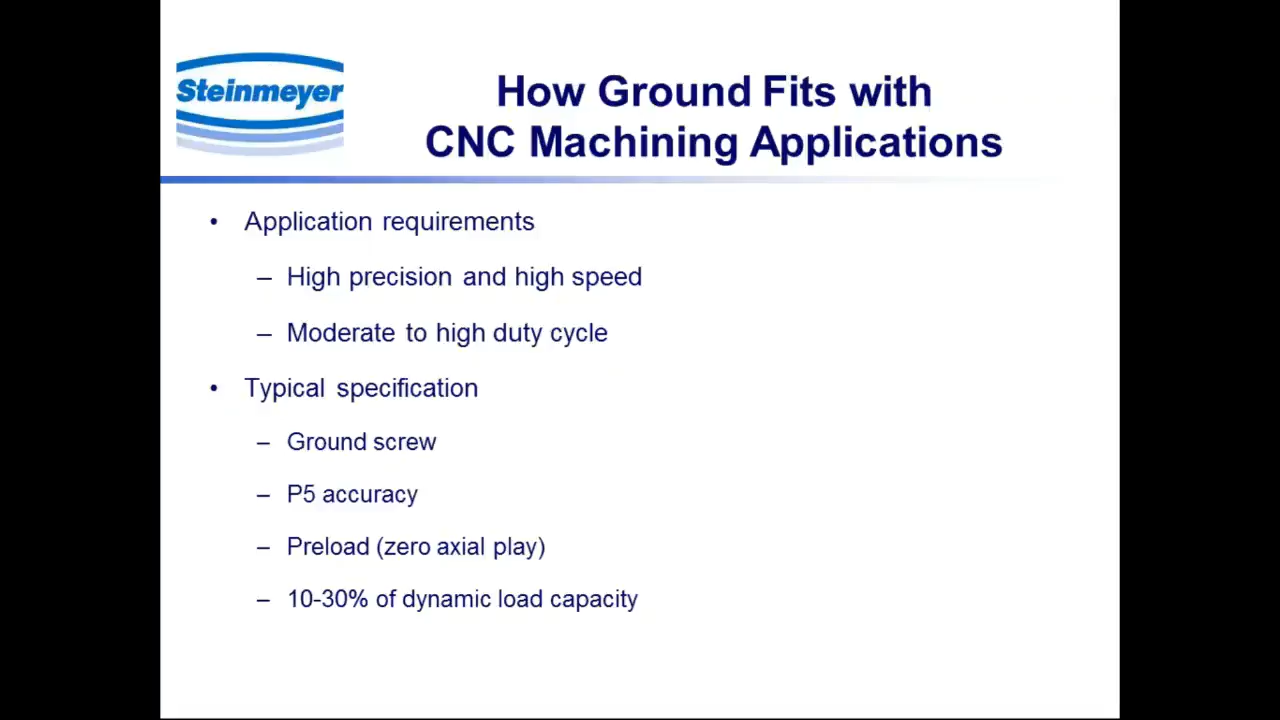 Steinmeyer
How Ground Fits with
CNC Machining Applications
• Application requirements
– High precision and high speed
– Moderate to high duty cycle
• Typical specification
– Ground screw
– P5 accuracy
– Preload (zero axial play)
– 10-30% of dynamic load capacity